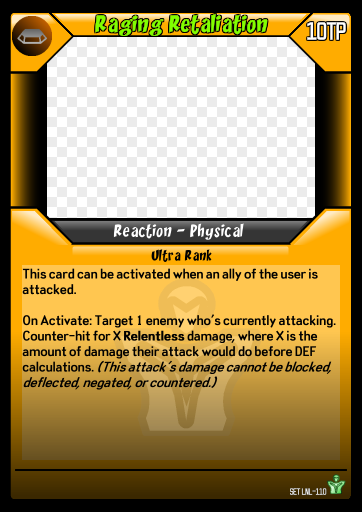 Raging Retaliation
10TP
Reaction - Physical
Ultra Rank
This card can be activated when an ally of the user is
attacked.
On Activate: Target 1 enemy who's currently attacking.
Counter-hit for X Relentless damage, where X is the
amount of damage their attack would do before DEF
calculations. (This attack's damage cannot be blocked,
deflected, negated, or countered.)
SET LNL-110